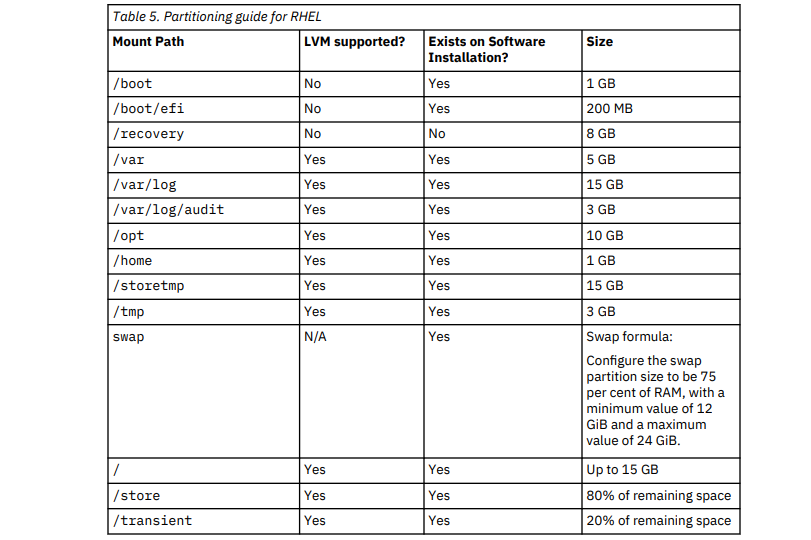 Table 5. Partitioning guide for RHEL
Mount Path LVM supported? Exists on Software Installation? Size
/boot No Yes 1 GB
/boot/efi No Yes 200 MB
/recovery No No 8 GB
/var Yes Yes 5 GB
/var/log Yes Yes 15 GB
/var/log/audit Yes Yes 3 GB
/opt Yes Yes 10 GB
/home Yes Yes 1 GB
/storetmp Yes Yes 15 GB
/tmp Yes Yes 3 GB
swap N/A Yes Swap formula:
Configure the swap
partition size to be 75
per cent of RAM, with a
minimum value of 12
GiB and a maximum
value of 24 GiB.
/ Yes Yes Up to 15 GB
/store Yes Yes 80% of remaining space
/transient Yes Yes 20% of remaining space